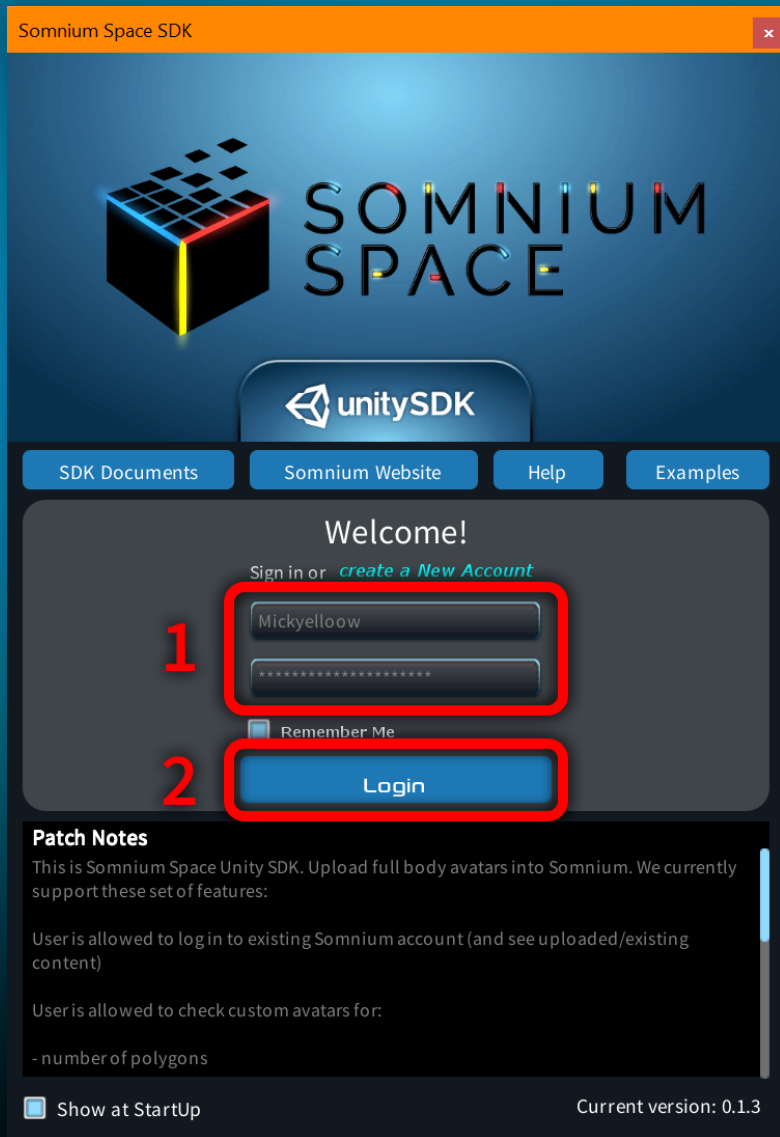 Somnium Space SDK
x
SOMNIUM
SPACE
unitySDK
SDK Documents
Somnium Website
Help
Examples
Welcome!
Sign in or create a New Account
1
Mickyelloow
*********************
Remember Me
2
Login
Patch Notes
This is Somnium Space Unity SDK. Upload full body avatars into Somnium. We currently
support these set of features:
User is allowed to log in to existing Somnium account (and see uploaded/existing
content)
User is allowed to check custom avatars for:
- number of polygons
Show at StartUp
Current version: 0.1.3